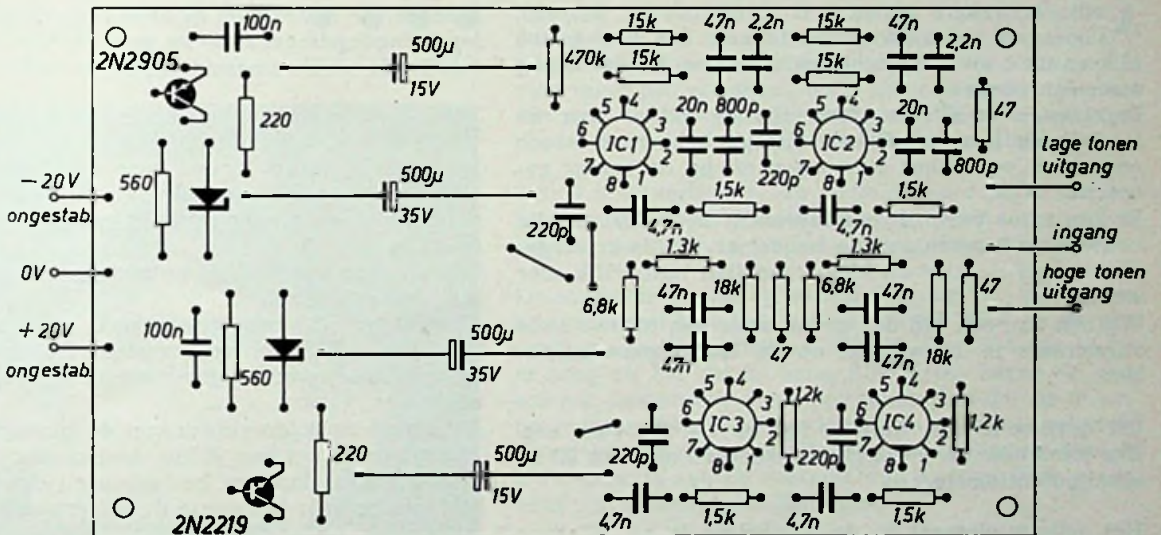 100n
500µ
15V
470k
15k
47n
2,2n
15k
47n
2,2n
15k
15k
2N2905
220
20n
800p
20n
47
800p
5 4 3 6 IC1 2 7 8 1
5 4 3 6 IC2 2 7 8 1
220p
lage tonen
uitgang
560
-20V
ongestab.
500µ
35V
220p
4,7n
1,5k
4,7n
1,5k
ingang
1.3k
1.3k
0V
hoge tonen
uitgang
6,8k
47n
18k
6,8k
47n
47
+20V
ongestab.
100n
560
500µ
35V
47n
47
47n
18k
5 4 3 6 IC3 2 7 8 1
1,2k
5 4 3 6 IC4 2 7 8 1
1,2k
220
500µ
15V
220p
220p
2N2219
4,7n
1,5k
4,7n
1,5k